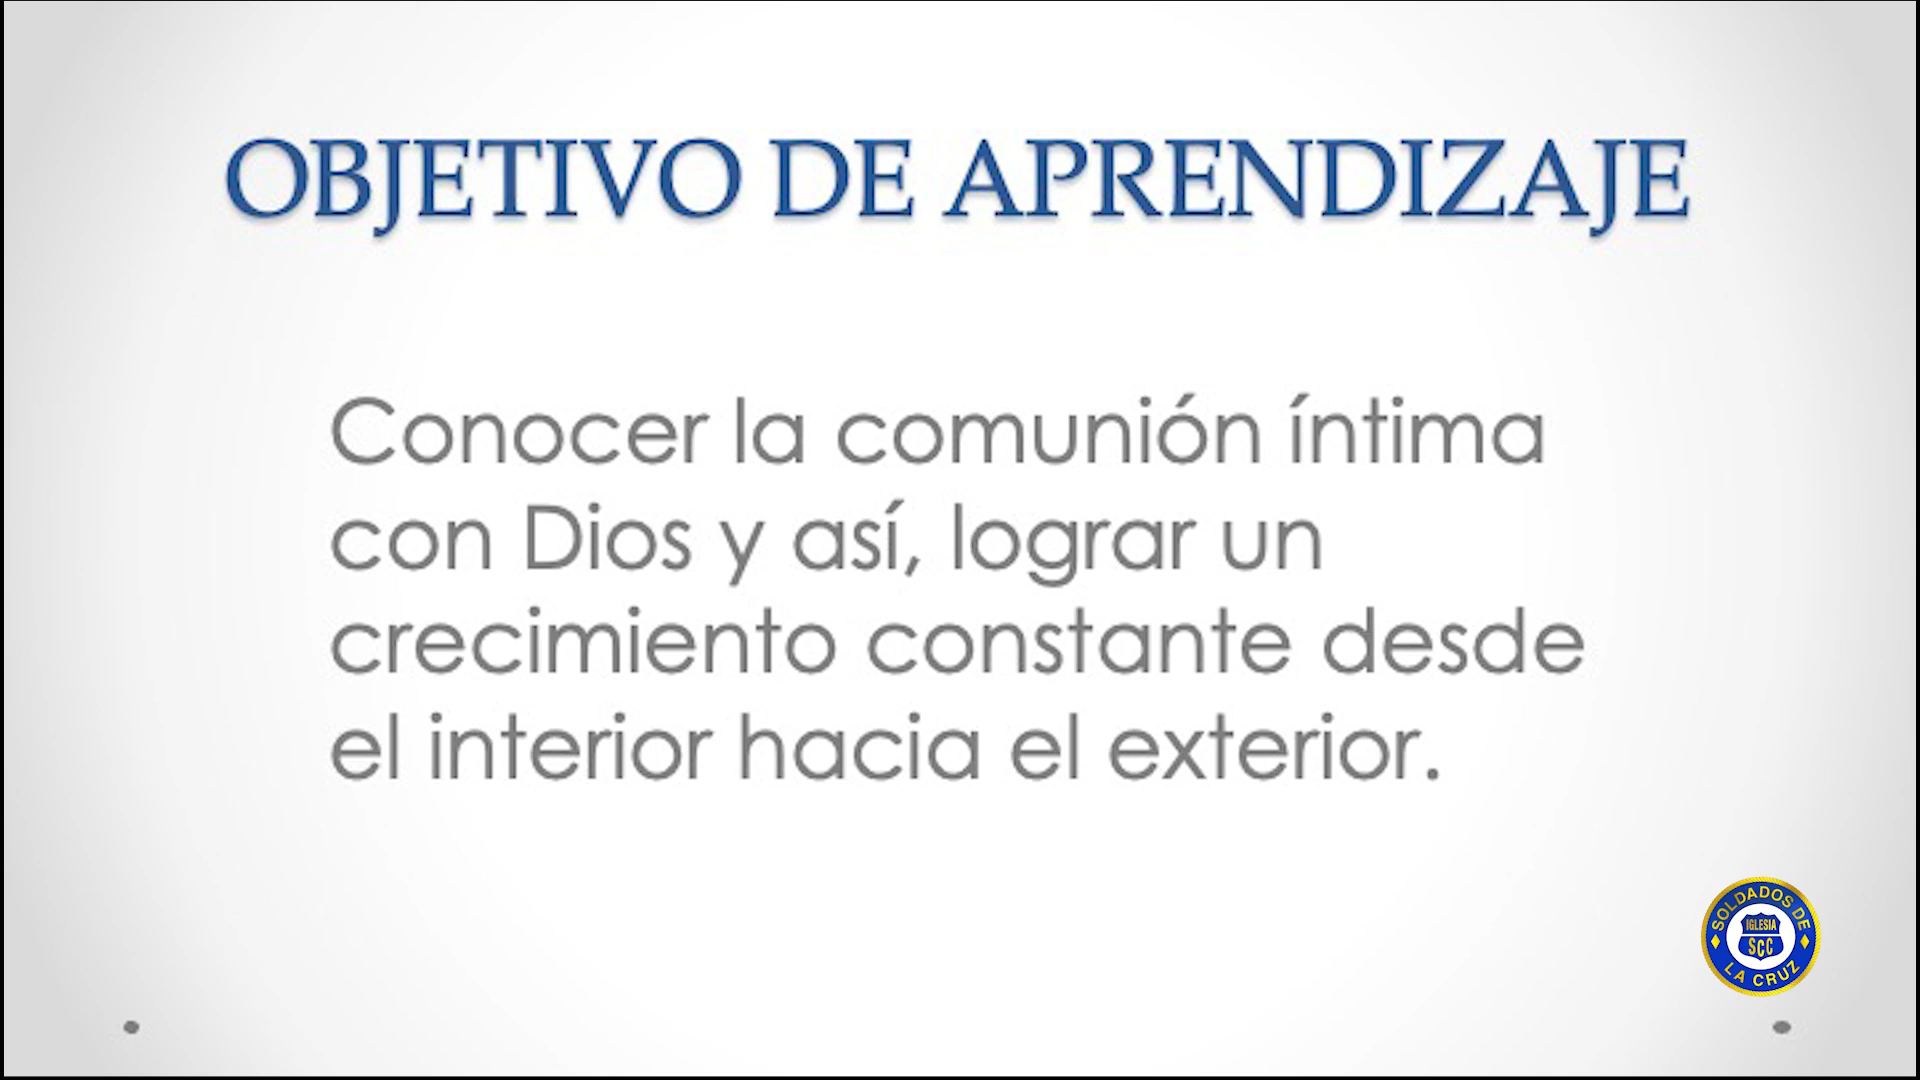 OBJETIVO DE APRENDIZAJE
Conocer la comunión íntima
con Dios y así, lograr un
crecimiento constante desde
el interior hacia el exterior.
SOLDADOS DE
IGLESIA
SCC
LA CRUZ